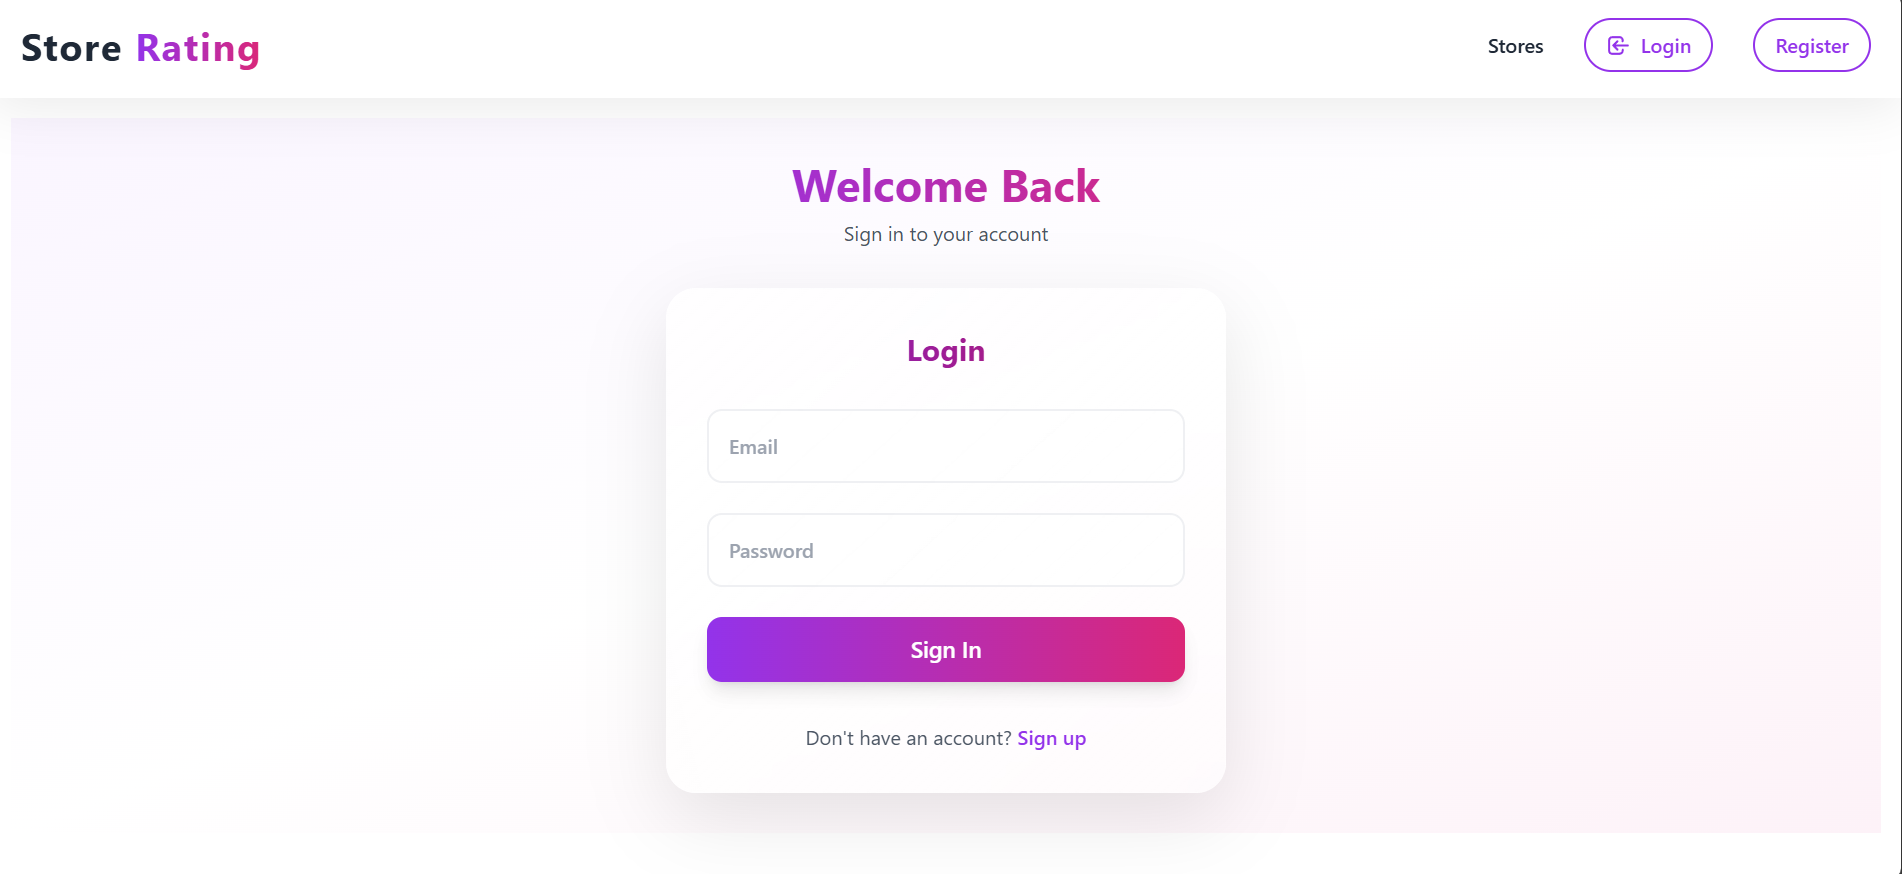 Store Rating
Stores
Login
Register
Welcome Back
Sign in to your account
Login
Email
Password
Sign In
Don't have an account? Sign up